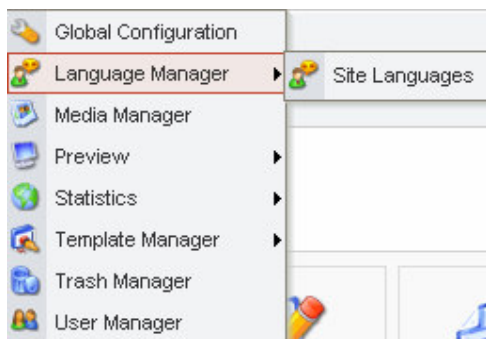 Global Configuration
Language Manager
Site Languages
Media Manager
Preview
Statistics
Template Manager
Trash Manager
User Manager